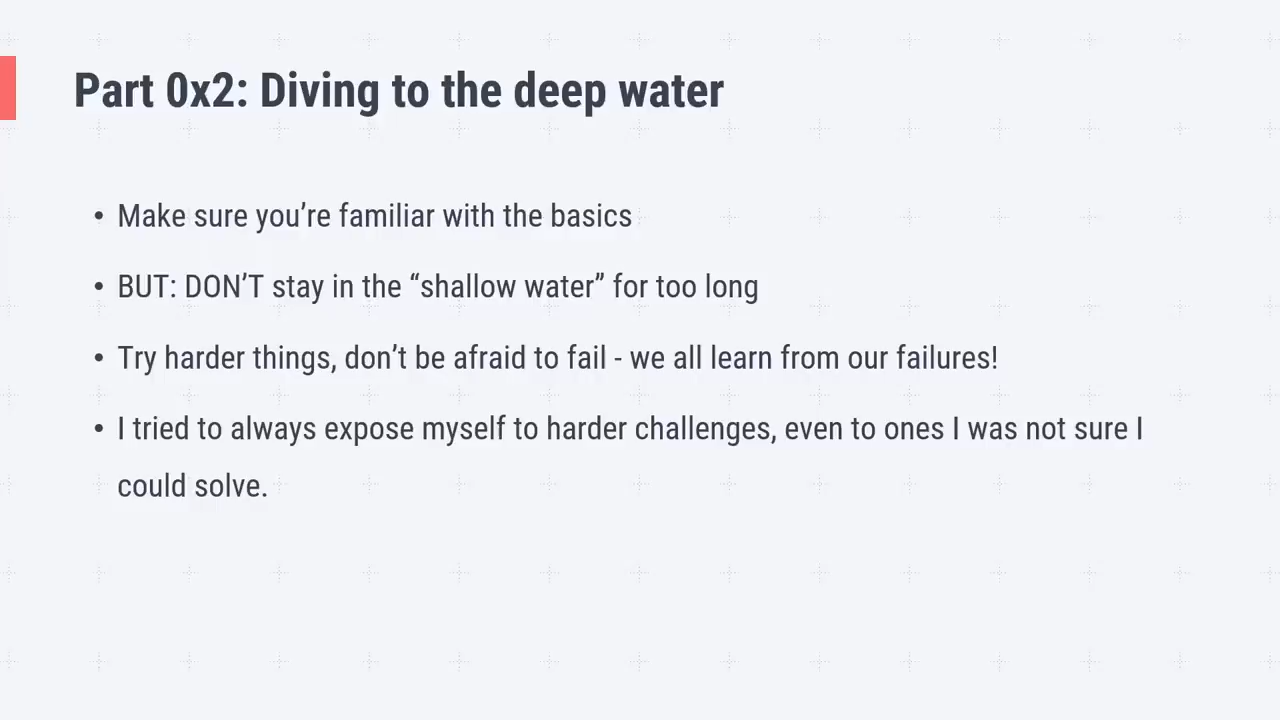 Part 0x2: Diving to the deep water
• Make sure you’re familiar with the basics
• BUT: DON’T stay in the “shallow water” for too long
• Try harder things, don’t be afraid to fail - we all learn from our failures!
• I tried to always expose myself to harder challenges, even to ones I was not sure I
could solve.